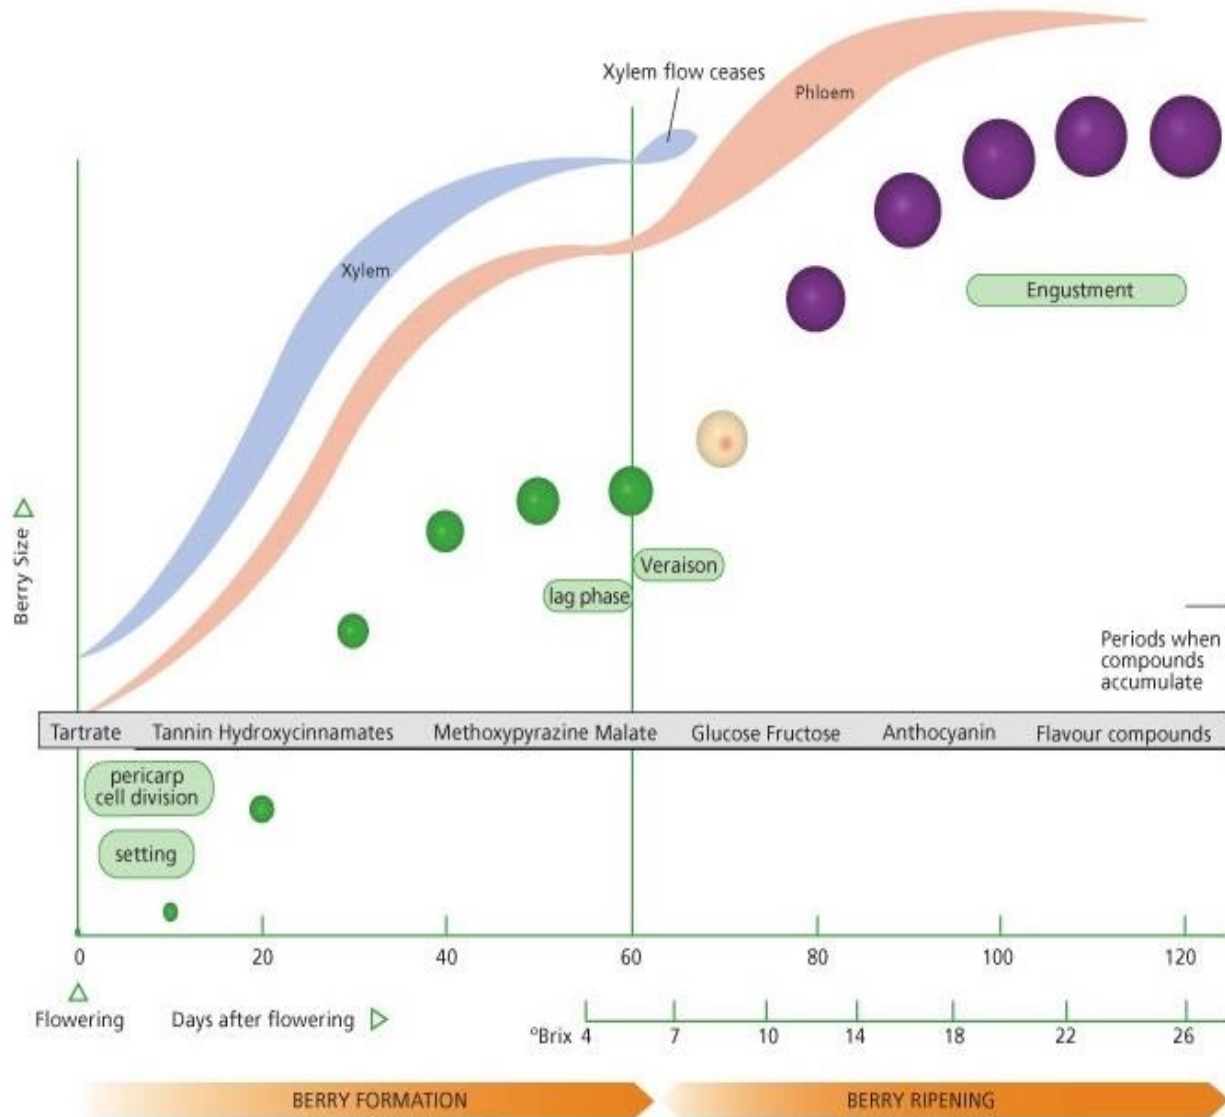 Xylem flow ceases
Phloem
Xylem
Engustment
Berry Size
Veraison
lag phase
Periods when
compounds
accumulate
Tartrate Tannin Hydroxycinnamates Methoxypyrazine Malate Glucose Fructose Anthocyanin Flavour compounds
pericarp
cell division
setting
0 20 40 60 80 100 120
Flowering Days after flowering
ºBrix 4 7 10 14 18 22 26
BERRY FORMATION BERRY RIPENING